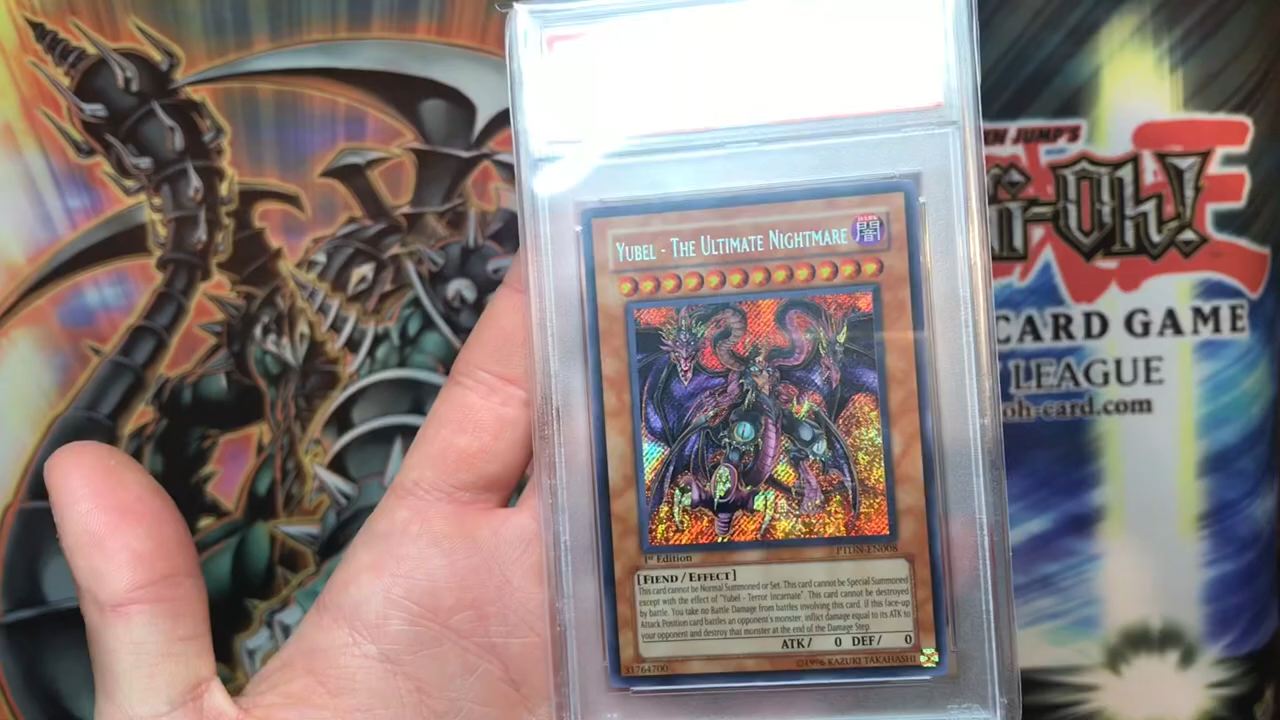 YUBEL - THE ULTIMATE NIGHTMARE
DARK
闇
1st Edition
PTDN-EN008
[FIEND / EFFECT]
This card cannot be Normal Summoned or Set. This card cannot be Special Summoned
except with the effect of "Yubel - Terror Incarnate". This card cannot be destroyed
by battle. You take no Battle Damage from battles involving this card. If this face-up
Attack Position card battles an opponent's monster, inflict damage equal to its ATK to
your opponent and destroy that monster at the end of the Damage Step.
ATK/ 0 DEF/ 0
31764700
©1996 KAZUKI TAKAHASHI
JUMP'S
-Oh!
CARD GAME
LEAGUE
oh-card.com